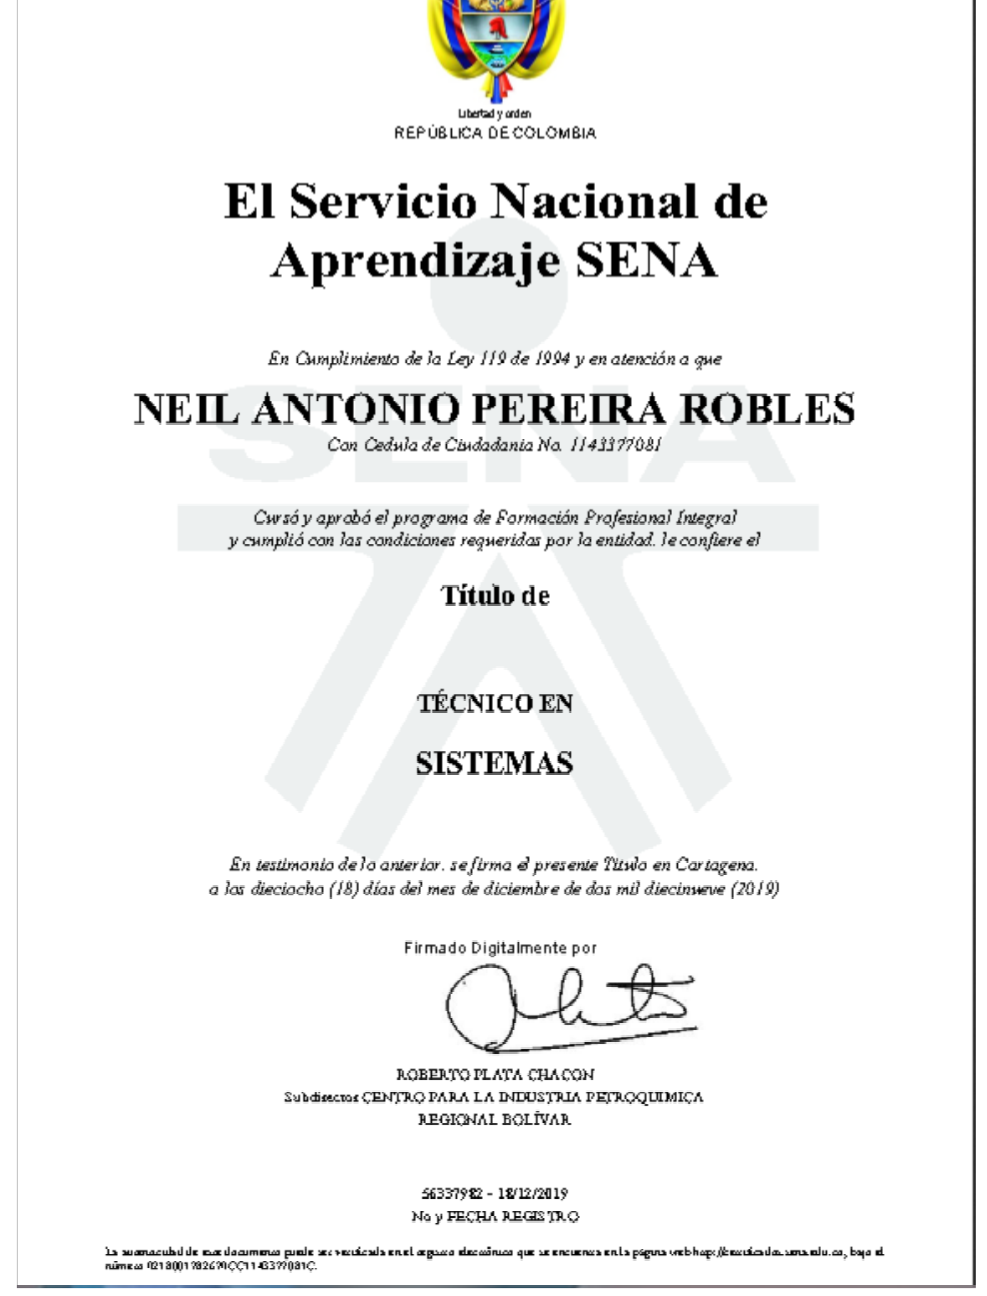 Libertad y orden
REPÚBLICA DE COLOMBIA
El Servicio Nacional de
Aprendizaje SENA
En Cumplimiento de la Ley 119 de 1994 y en atención a que
SENA
NEIL ANTONIO PEREIRA ROBLES
Con Cedula de Ciudadania No. 1143377081
Cursó y aprobó el programa de Formación Profesional Integral
y cumplió con las condiciones requeridas por la entidad, le confiere el
Título de
TÉCNICO EN
SISTEMAS
En testimonio de lo anterior, se firma el presente Título en Cartagena,
a los dieciocho (18) días del mes de diciembre de dos mil diecinueve (2019)
Firmado Digitalmente por
ROBERTO PLATA CHACON
Subdirector CENTRO PARA LA INDUSTRIA PETROQUIMICA
REGIONAL BOLÍVAR
56337982 - 18/12/2019
No y FECHA REGISTRO
La autenticidad de este documento puede ser verificada en el registro electrónico que se encuentra en la página web http://certificados.sena.edu.co, bajo el
número